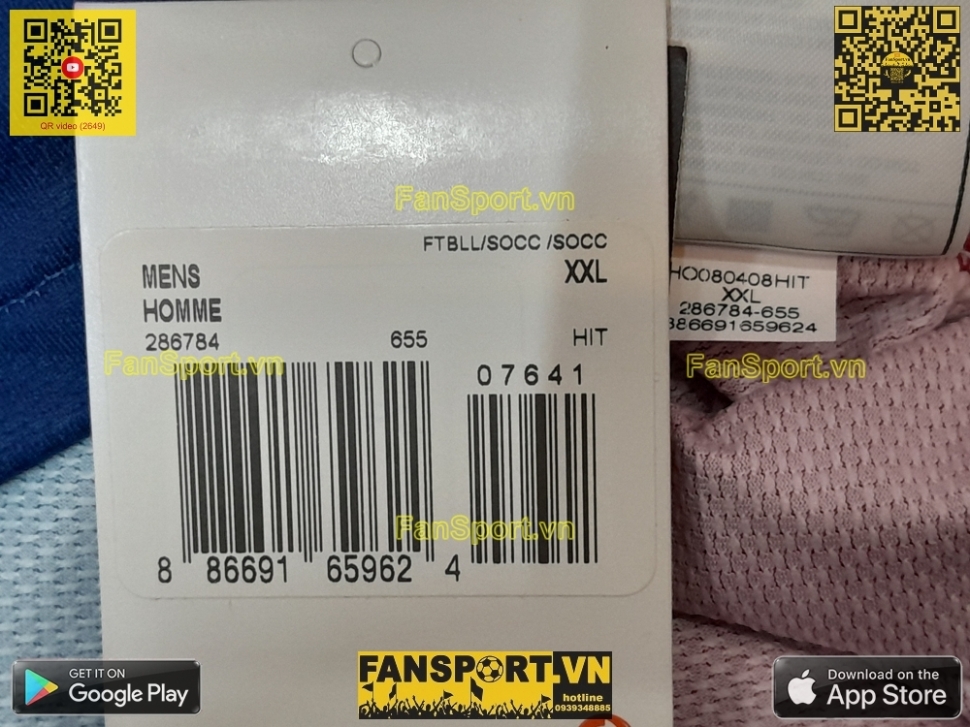 QR video (2649)
FanSport.vn
FTBLL/SOCC /SOCC
MENS
XXL
HOMME
286784
655
HIT
HO080408HIT
XXL
286784-655
886691659624
FanSport.vn
FanSport.vn
07641
FanSport.vn
8 86691 65962 4
GET IT ON
Google Play
FANSPORT.VN
hotline
0939348885
Download on the
App Store